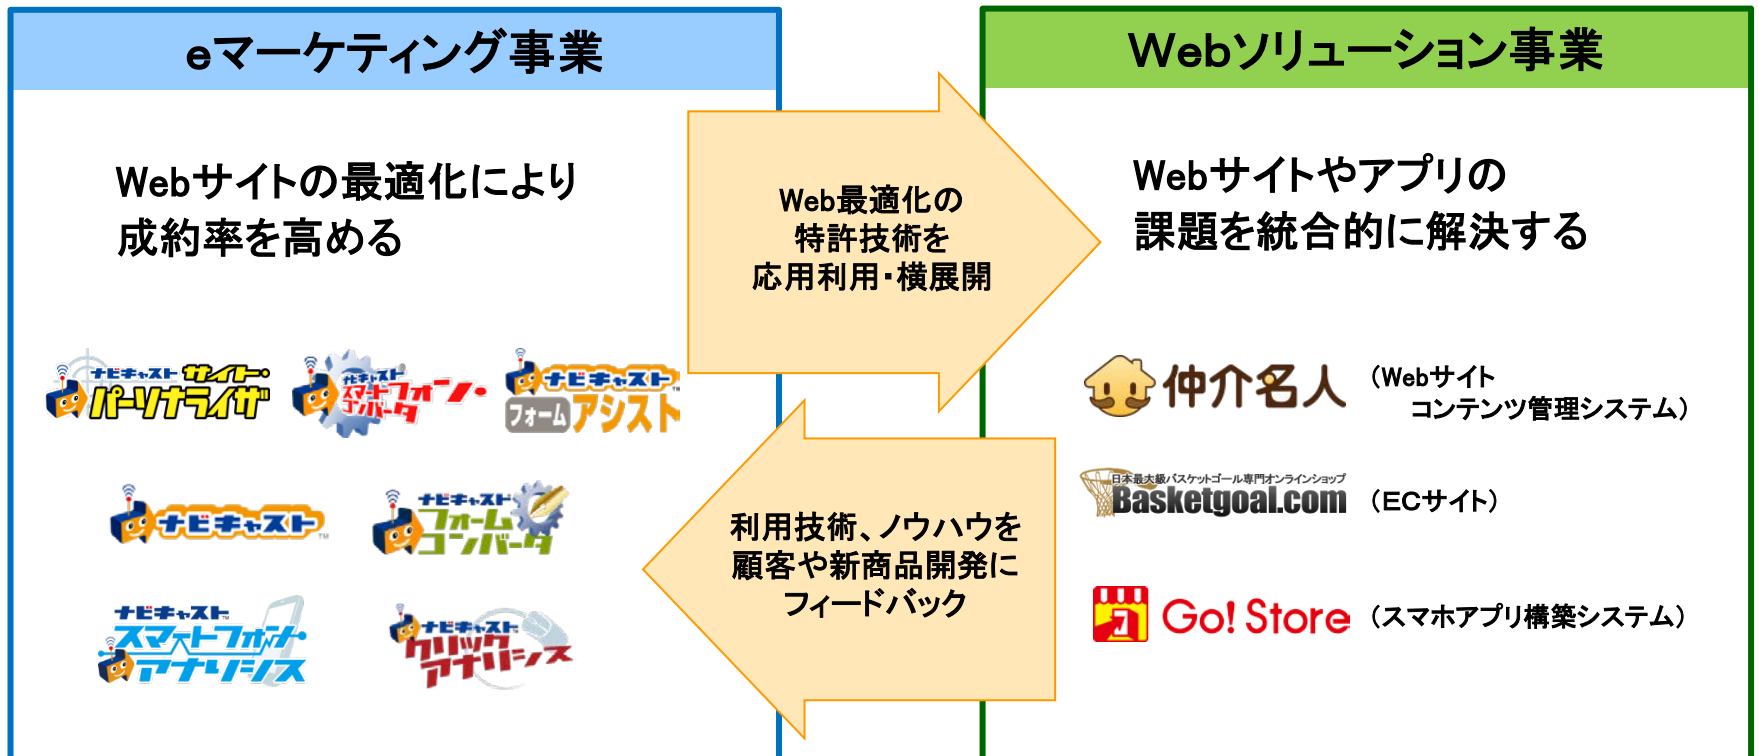 eマーケティング事業
Webサイトの最適化により
成約率を高める
ナビキャスト サイト・
パーソナライザ
ナビキャスト
スマートフォン・
コンバータ
ナビキャスト
フォームアシスト
ナビキャスト
ナビキャスト
フォーム
コンバータ
ナビキャスト
スマートフォン・
アナリシス
ナビキャスト
クリック
アナリシス
Web最適化の
特許技術を
応用利用・横展開
利用技術、ノウハウを
顧客や新商品開発に
フィードバック
Webソリューション事業
Webサイトやアプリの
課題を統合的に解決する
仲介名人 （Webサイト
コンテンツ管理システム）
日本最大級バスケットゴール専門オンラインショップ
Basketgoal.com （ECサイト）
Go! Store （スマホアプリ構築システム）